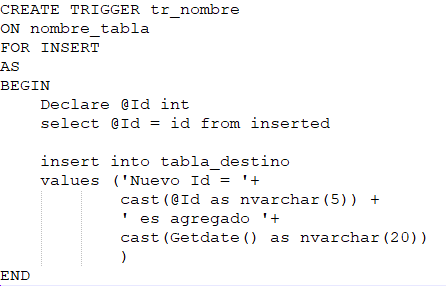 CREATE TRIGGER tr_nombre
ON nombre_tabla
FOR INSERT
AS
BEGIN
    Declare @Id int
    select @Id = id from inserted

    insert into tabla_destino
    values ('Nuevo Id = '+
            cast(@Id as nvarchar(5)) +
            ' es agregado '+
            cast(Getdate() as nvarchar(20))
            )
END